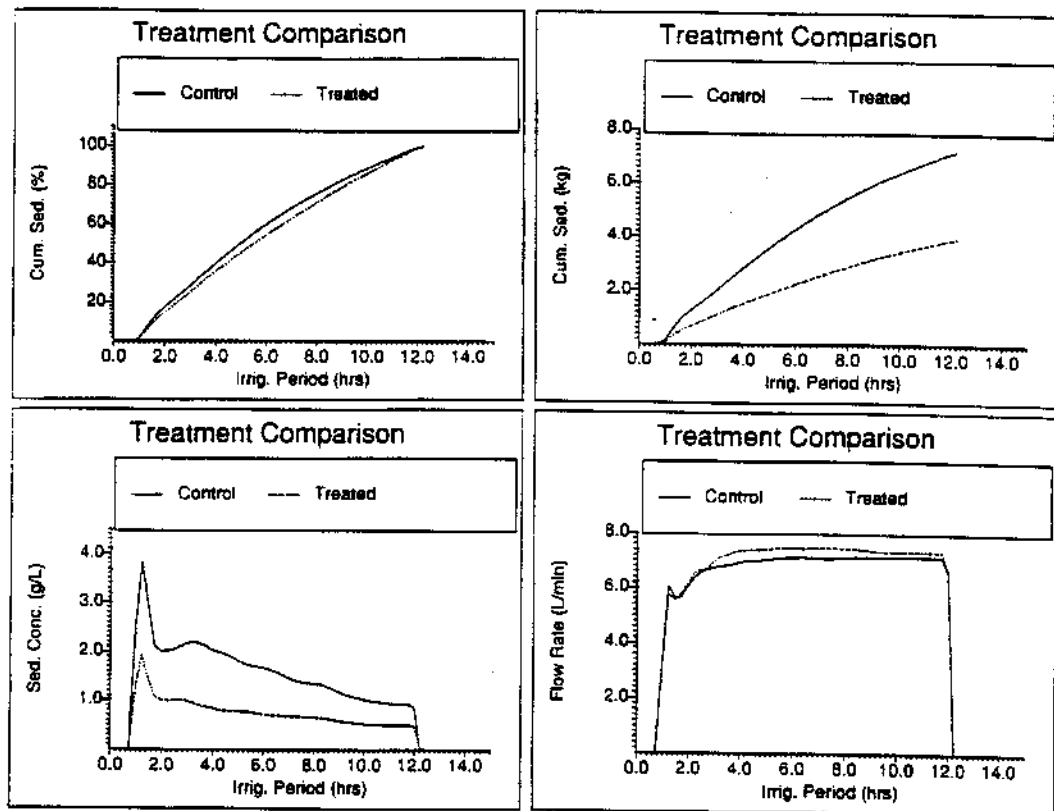 Treatment Comparison
Control Treated
100
80
60
40
20
Cum. Sed. (%)
0.0 2.0 4.0 6.0 8.0 10.0 12.0 14.0
Irrig. Period (hrs)
Treatment Comparison
Control Treated
8.0
6.0
4.0
2.0
Cum. Sed. (kg)
0.0 2.0 4.0 6.0 8.0 10.0 12.0 14.0
Irrig. Period (hrs)
Treatment Comparison
Control Treated
4.0
3.0
2.0
1.0
Sed. Conc. (g/L)
0.0 2.0 4.0 6.0 8.0 10.0 12.0 14.0
Irrig. Period (hrs)
Treatment Comparison
Control Treated
8.0
6.0
4.0
2.0
Flow Rate (L/min)
0.0 2.0 4.0 6.0 8.0 10.0 12.0 14.0
Irrig. Period (hrs)